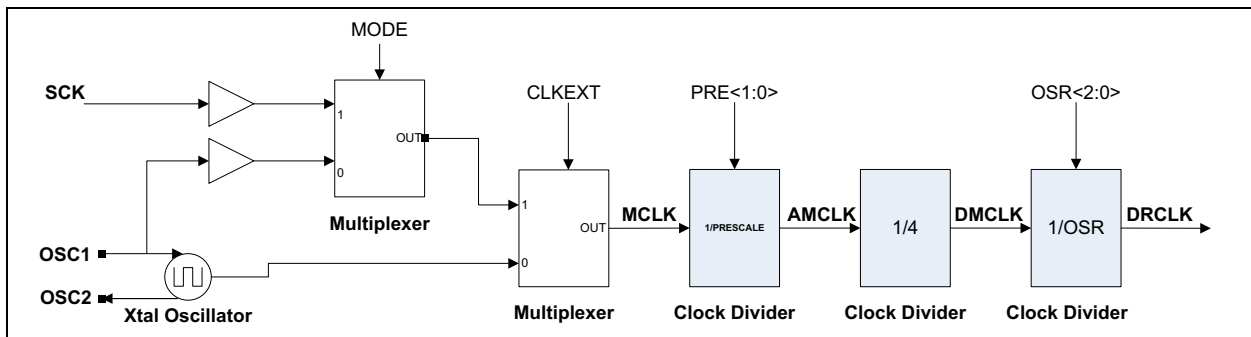 MODE
SCK
1
OUT
0
Multiplexer
CLKEXT
PRE<1:0>
OSR<2:0>
1
OUT
0
MCLK
1/PRESCALE
AMCLK
1/4
DMCLK
1/OSR
DRCLK
OSC1
OSC2
Xtal Oscillator
Multiplexer
Clock Divider
Clock Divider
Clock Divider